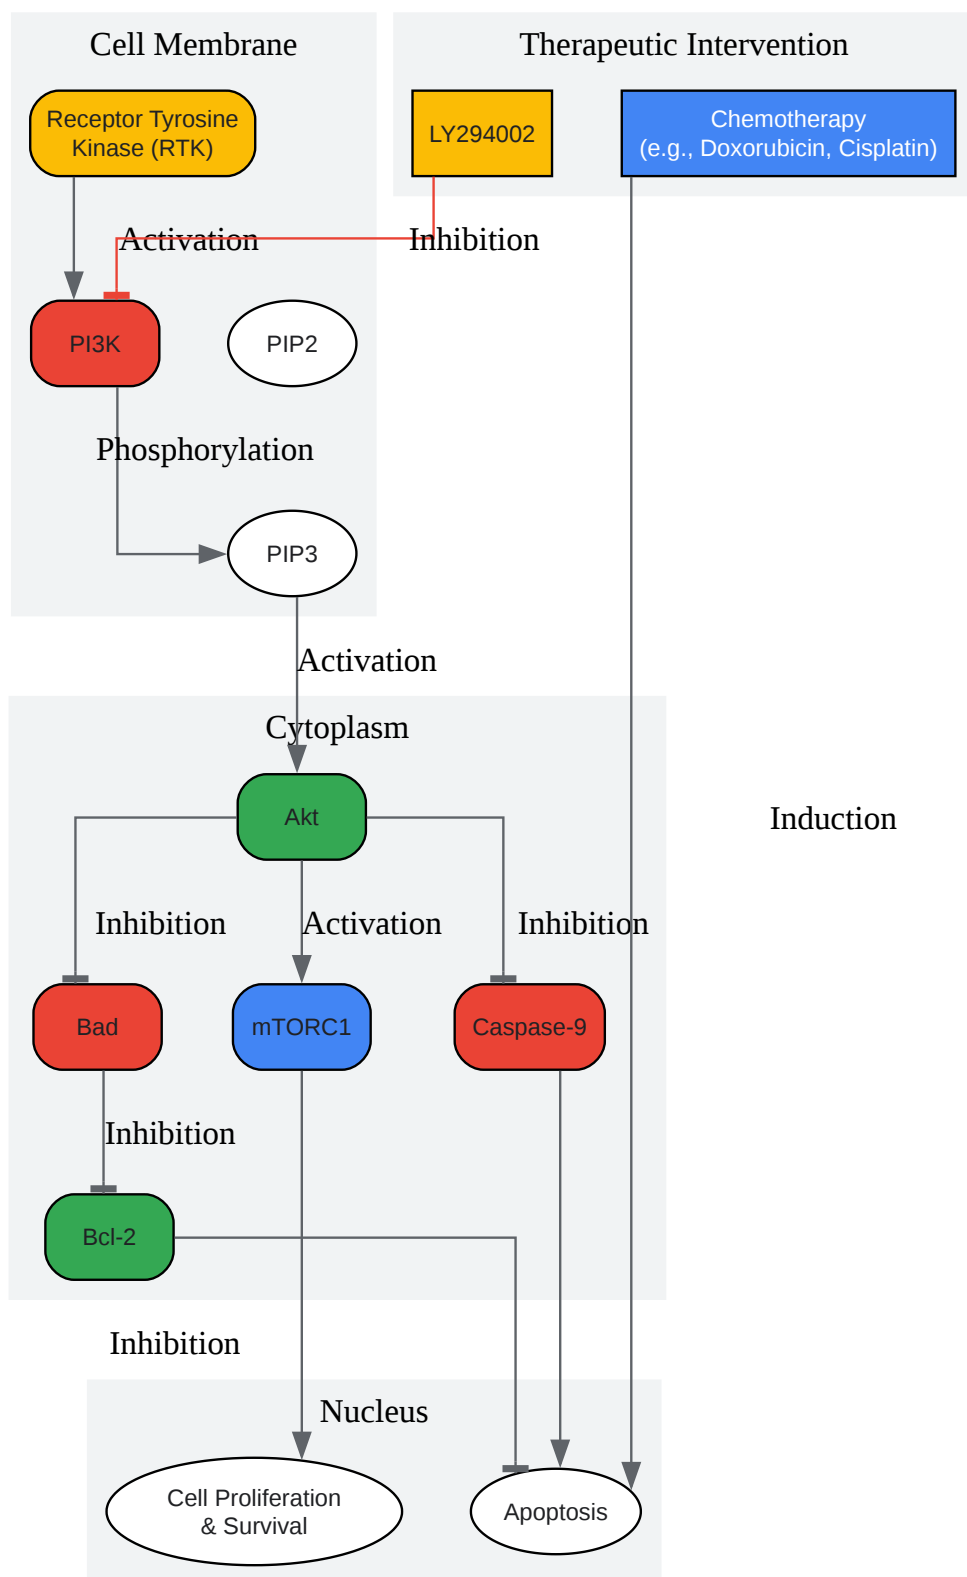 Cell Membrane
Therapeutic Intervention
Receptor Tyrosine
Kinase (RTK)
LY294002
Chemotherapy
(e.g., Doxorubicin, Cisplatin)
Activation
Inhibition
PI3K
PIP2
Phosphorylation
PIP3
Activation
Cytoplasm
Akt
Induction
Inhibition
Activation
Inhibition
Bad
mTORC1
Caspase-9
Inhibition
Bcl-2
Inhibition
Nucleus
Cell Proliferation
& Survival
Apoptosis